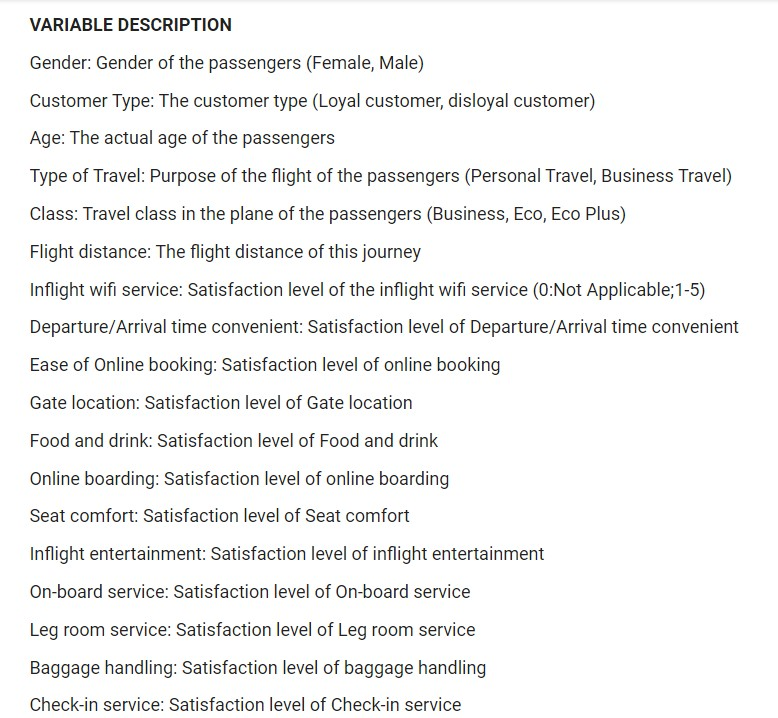 VARIABLE DESCRIPTION
Gender: Gender of the passengers (Female, Male)
Customer Type: The customer type (Loyal customer, disloyal customer)
Age: The actual age of the passengers
Type of Travel: Purpose of the flight of the passengers (Personal Travel, Business Travel)
Class: Travel class in the plane of the passengers (Business, Eco, Eco Plus)
Flight distance: The flight distance of this journey
Inflight wifi service: Satisfaction level of the inflight wifi service (0:Not Applicable;1-5)
Departure/Arrival time convenient: Satisfaction level of Departure/Arrival time convenient
Ease of Online booking: Satisfaction level of online booking
Gate location: Satisfaction level of Gate location
Food and drink: Satisfaction level of Food and drink
Online boarding: Satisfaction level of online boarding
Seat comfort: Satisfaction level of Seat comfort
Inflight entertainment: Satisfaction level of inflight entertainment
On-board service: Satisfaction level of On-board service
Leg room service: Satisfaction level of Leg room service
Baggage handling: Satisfaction level of baggage handling
Check-in service: Satisfaction level of Check-in service